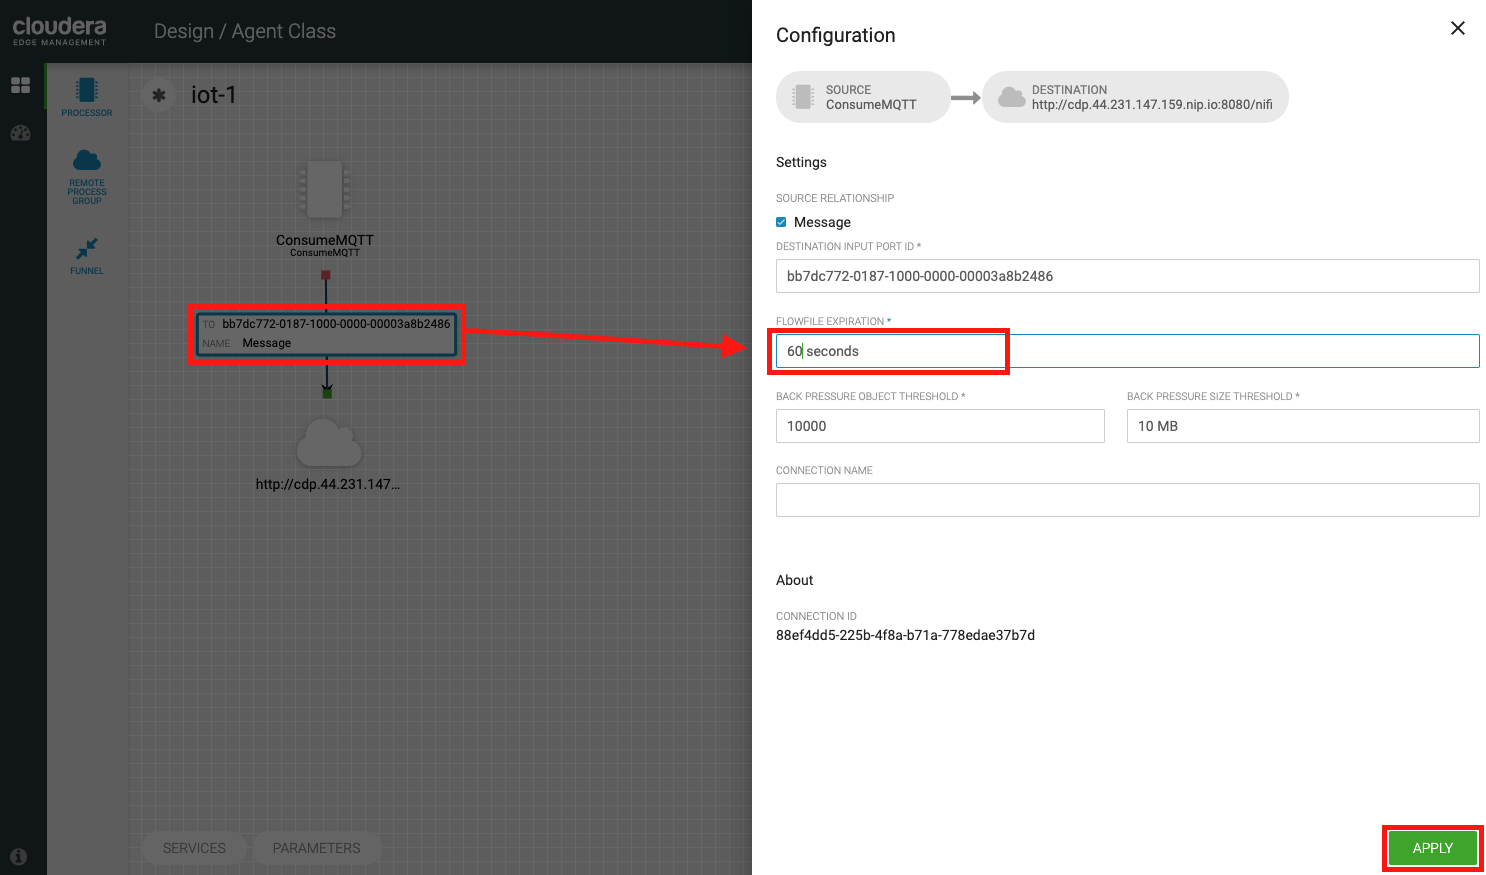 cloudera
EDGE MANAGEMENT
Design / Agent Class
PROCESSOR
REMOTE
PROCESS
GROUP
FUNNEL
iot-1
ConsumeMQTT
ConsumeMQTT
TO bb7dc772-0187-1000-0000-00003a8b2486
NAME Message
http://cdp.44.231.147...
SERVICES
PARAMETERS
Configuration
SOURCE
ConsumeMQTT
DESTINATION
http://cdp.44.231.147.159.nip.io:8080/nifi
Settings
SOURCE RELATIONSHIP
Message
DESTINATION INPUT PORT ID *
bb7dc772-0187-1000-0000-00003a8b2486
FLOWFILE EXPIRATION *
60 seconds
BACK PRESSURE OBJECT THRESHOLD *
10000
BACK PRESSURE SIZE THRESHOLD *
10 MB
CONNECTION NAME
About
CONNECTION ID
88ef4dd5-225b-4f8a-b71a-778edae37b7d
APPLY